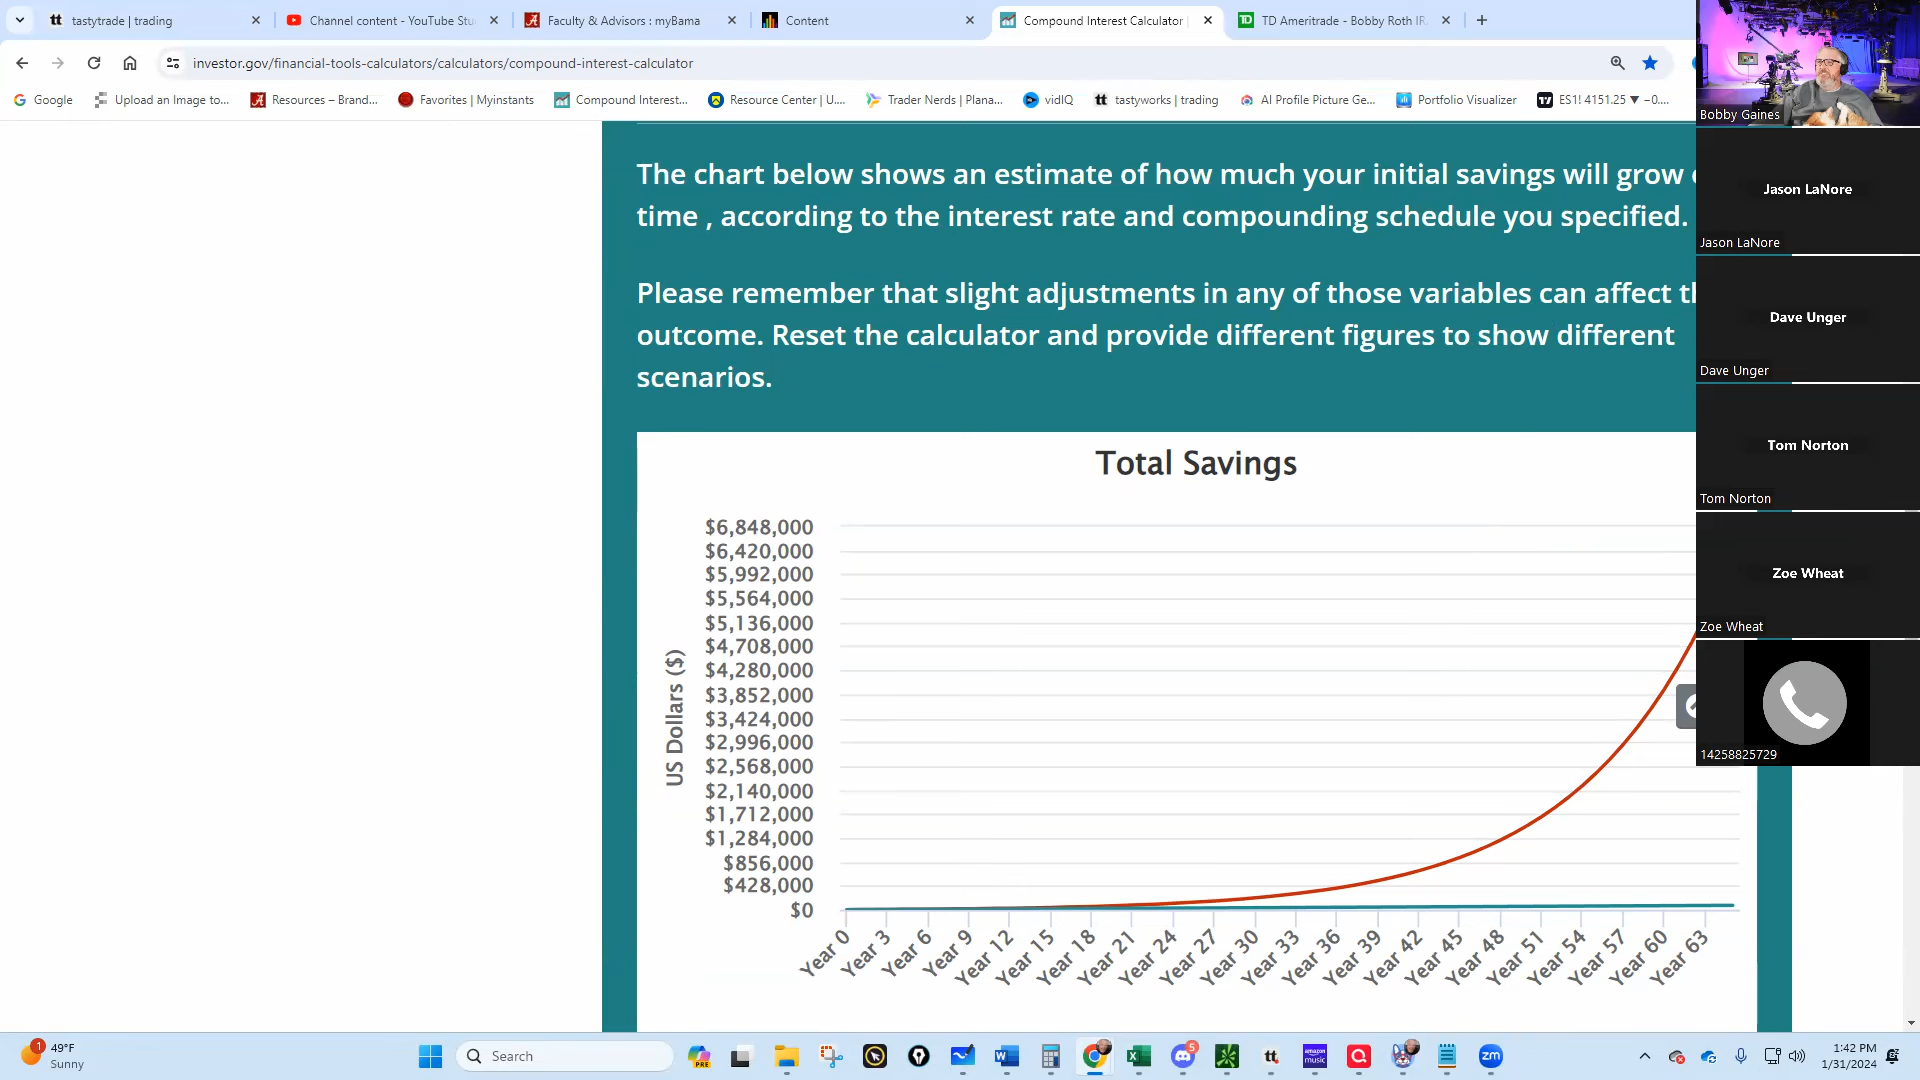 tastytrade | trading
Channel content - YouTube Stu
Faculty & Advisors : myBama
Content
Compound Interest Calculator
TD Ameritrade - Bobby Roth IR
investor.gov/financial-tools-calculators/calculators/compound-interest-calculator
Google
Upload an Image to...
Resources – Brand...
Favorites | Myinstants
Compound Interest...
Resource Center | U....
Trader Nerds | Plana...
vidIQ
tastyworks | trading
AI Profile Picture Ge...
Portfolio Visualizer
ES1! 4151.25 ▼ −0....
The chart below shows an estimate of how much your initial savings will grow
time , according to the interest rate and compounding schedule you specified.
Please remember that slight adjustments in any of those variables can affect th
outcome. Reset the calculator and provide different figures to show different
scenarios.
Total Savings
US Dollars ($)
$6,848,000
$6,420,000
$5,992,000
$5,564,000
$5,136,000
$4,708,000
$4,280,000
$3,852,000
$3,424,000
$2,996,000
$2,568,000
$2,140,000
$1,712,000
$1,284,000
$856,000
$428,000
$0
Year 0
Year 3
Year 6
Year 9
Year 12
Year 15
Year 18
Year 21
Year 24
Year 27
Year 30
Year 33
Year 36
Year 39
Year 42
Year 45
Year 48
Year 51
Year 54
Year 57
Year 60
Year 63
Bobby Gaines
Jason LaNore
Jason LaNore
Dave Unger
Dave Unger
Tom Norton
Tom Norton
Zoe Wheat
Zoe Wheat
14258825729
1
49°F
Sunny
Search
PRE
5
tt
amazon music
zm
1:42 PM
1/31/2024